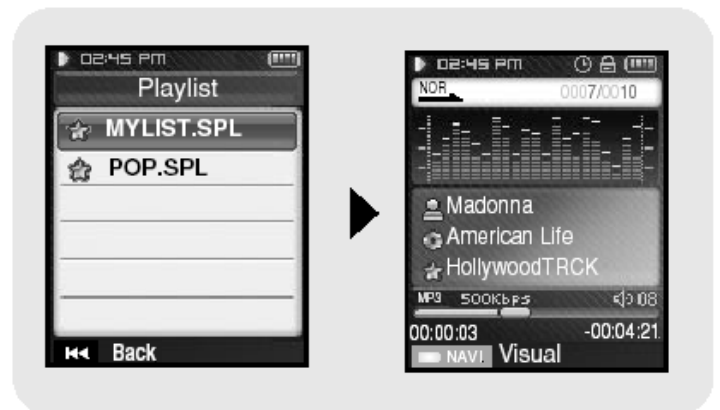 02:45 PM
Playlist
MYLIST.SPL
POP.SPL
Back
02:45 PM
NOR
0007/0010
Madonna
American Life
HollywoodTRCK
MP3 500Kbps 08
00:00:03 -00:04:21
NAVI. Visual